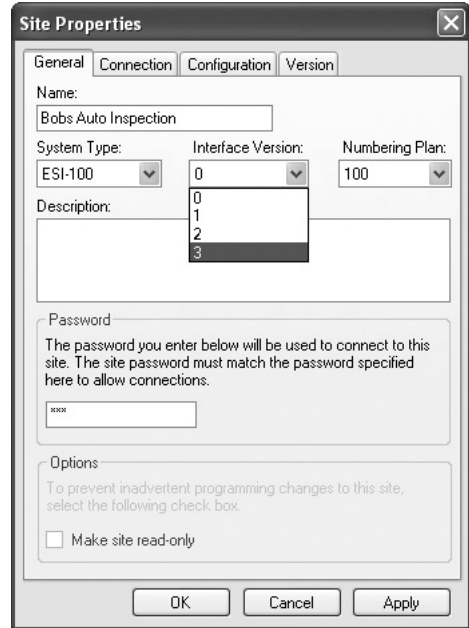 Site Properties
General Connection Configuration Version
Name:
Bobs Auto Inspection
System Type: Interface Version: Numbering Plan:
ESI-100 0 100
0
1
2
3
Description:
Password
The password you enter below will be used to connect to this
site. The site password must match the password specified
here to allow connections.
***
Options
To prevent inadvertent programming changes to this site,
select the following check box.
Make site read-only
OK Cancel Apply